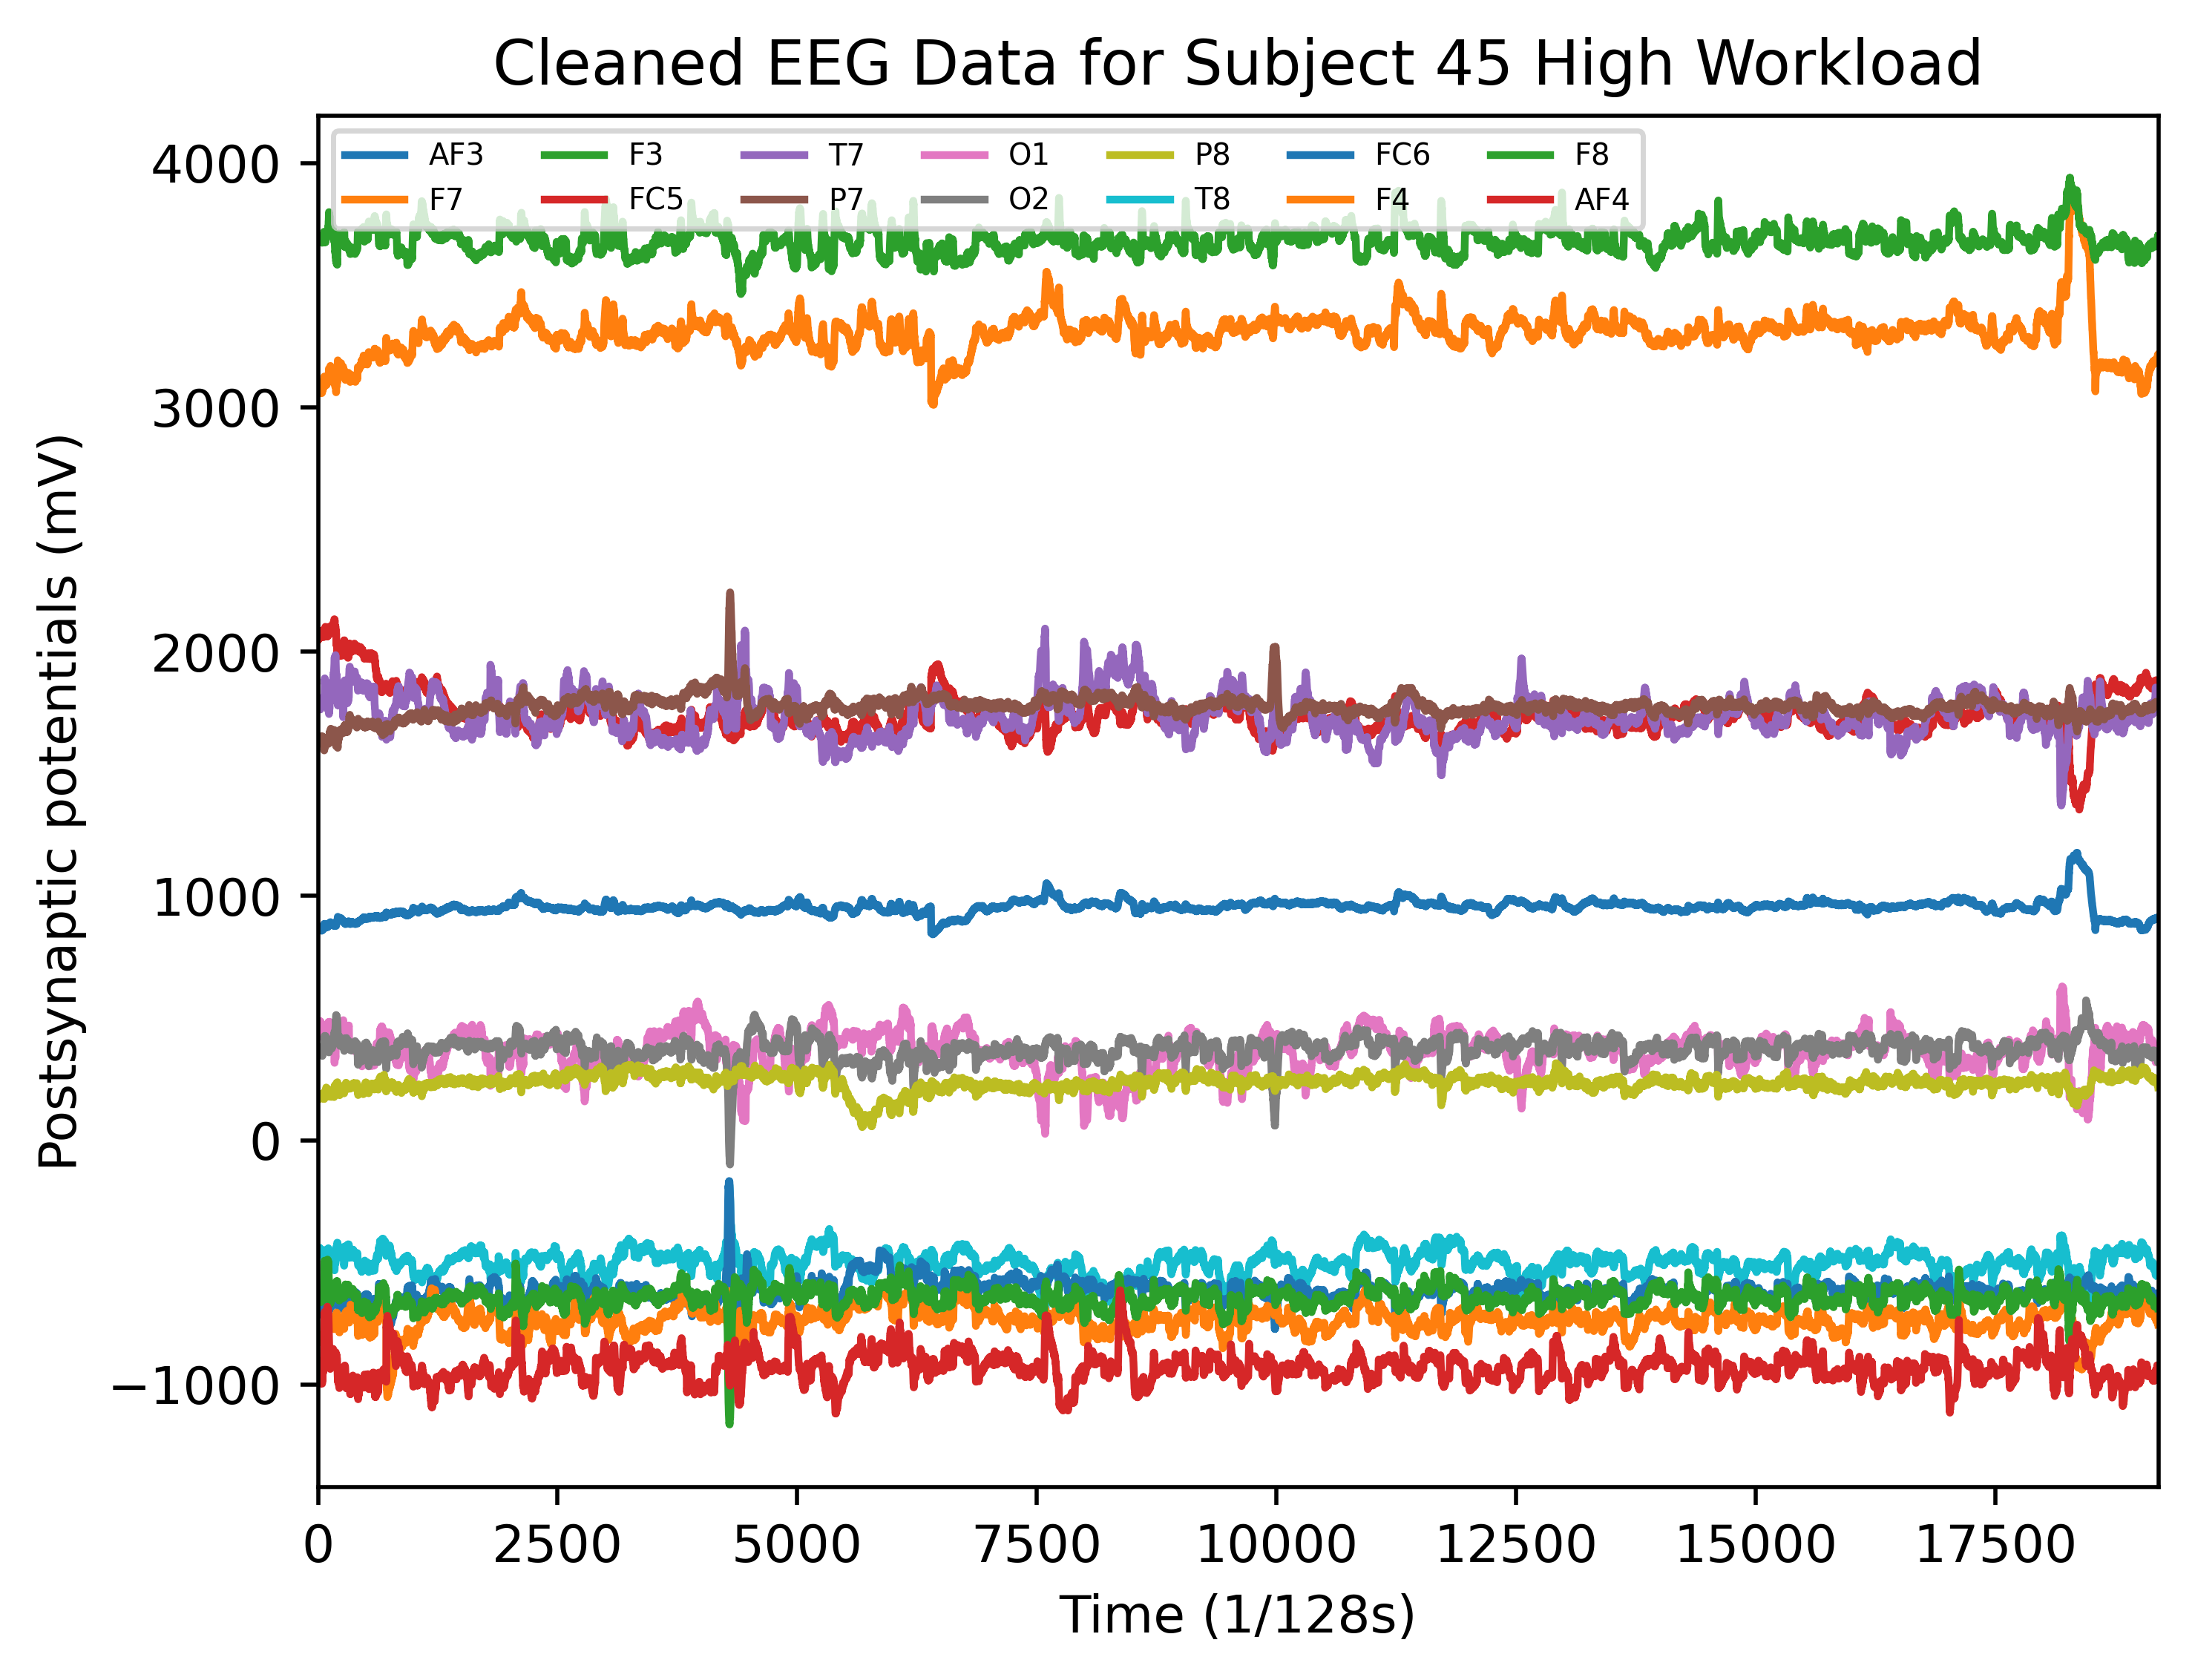 Cleaned EEG Data for Subject 45 High Workload
AF3 F3 T7 O1 P8 FC6 F8
F7 FC5 P7 O2 T8 F4 AF4
4000
3000
2000
1000
0
−1000
Postsynaptic potentials (mV)
0 2500 5000 7500 10000 12500 15000 17500
Time (1/128s)